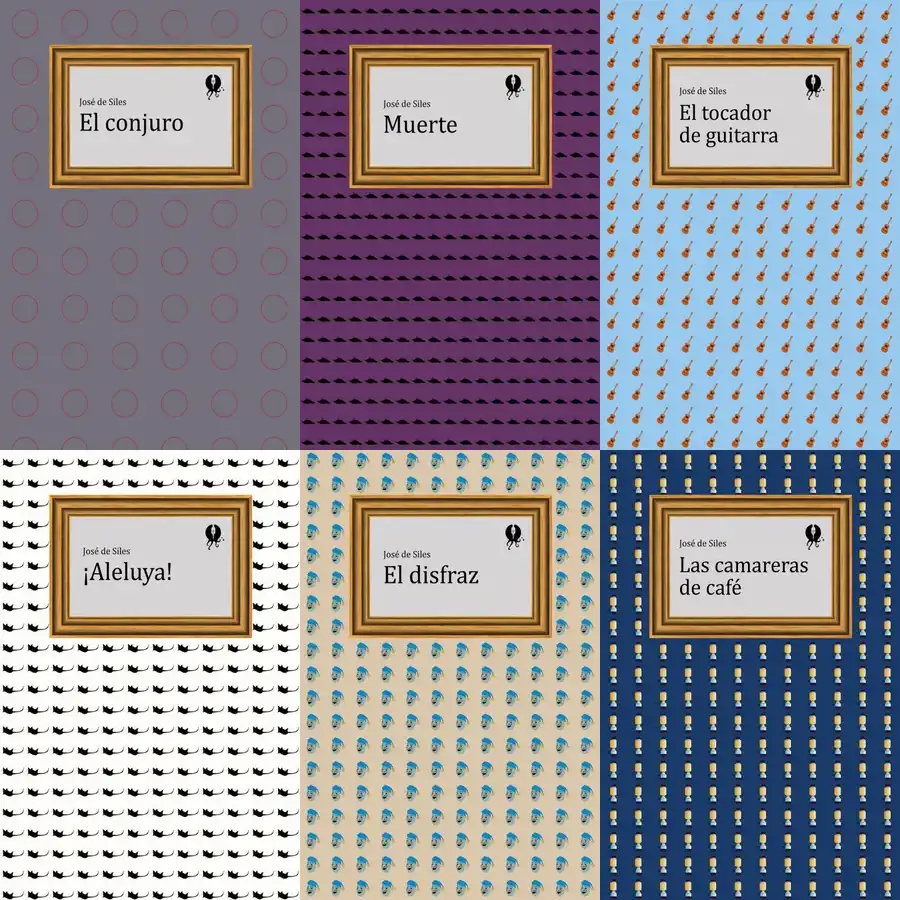 José de Siles
El conjuro
José de Siles
Muerte
José de Siles
El tocador
de guitarra
José de Siles
¡Aleluya!
José de Siles
El disfraz
José de Siles
Las camareras
de café